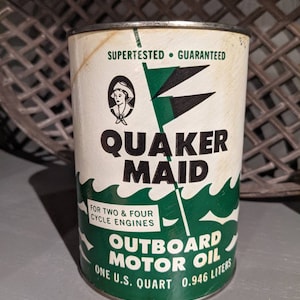 SUPERTESTED • GUARANTEED
QUAKER
MAID
FOR TWO & FOUR
CYCLE ENGINES
OUTBOARD
MOTOR OIL
ONE U.S. QUART 0.946 LITERS